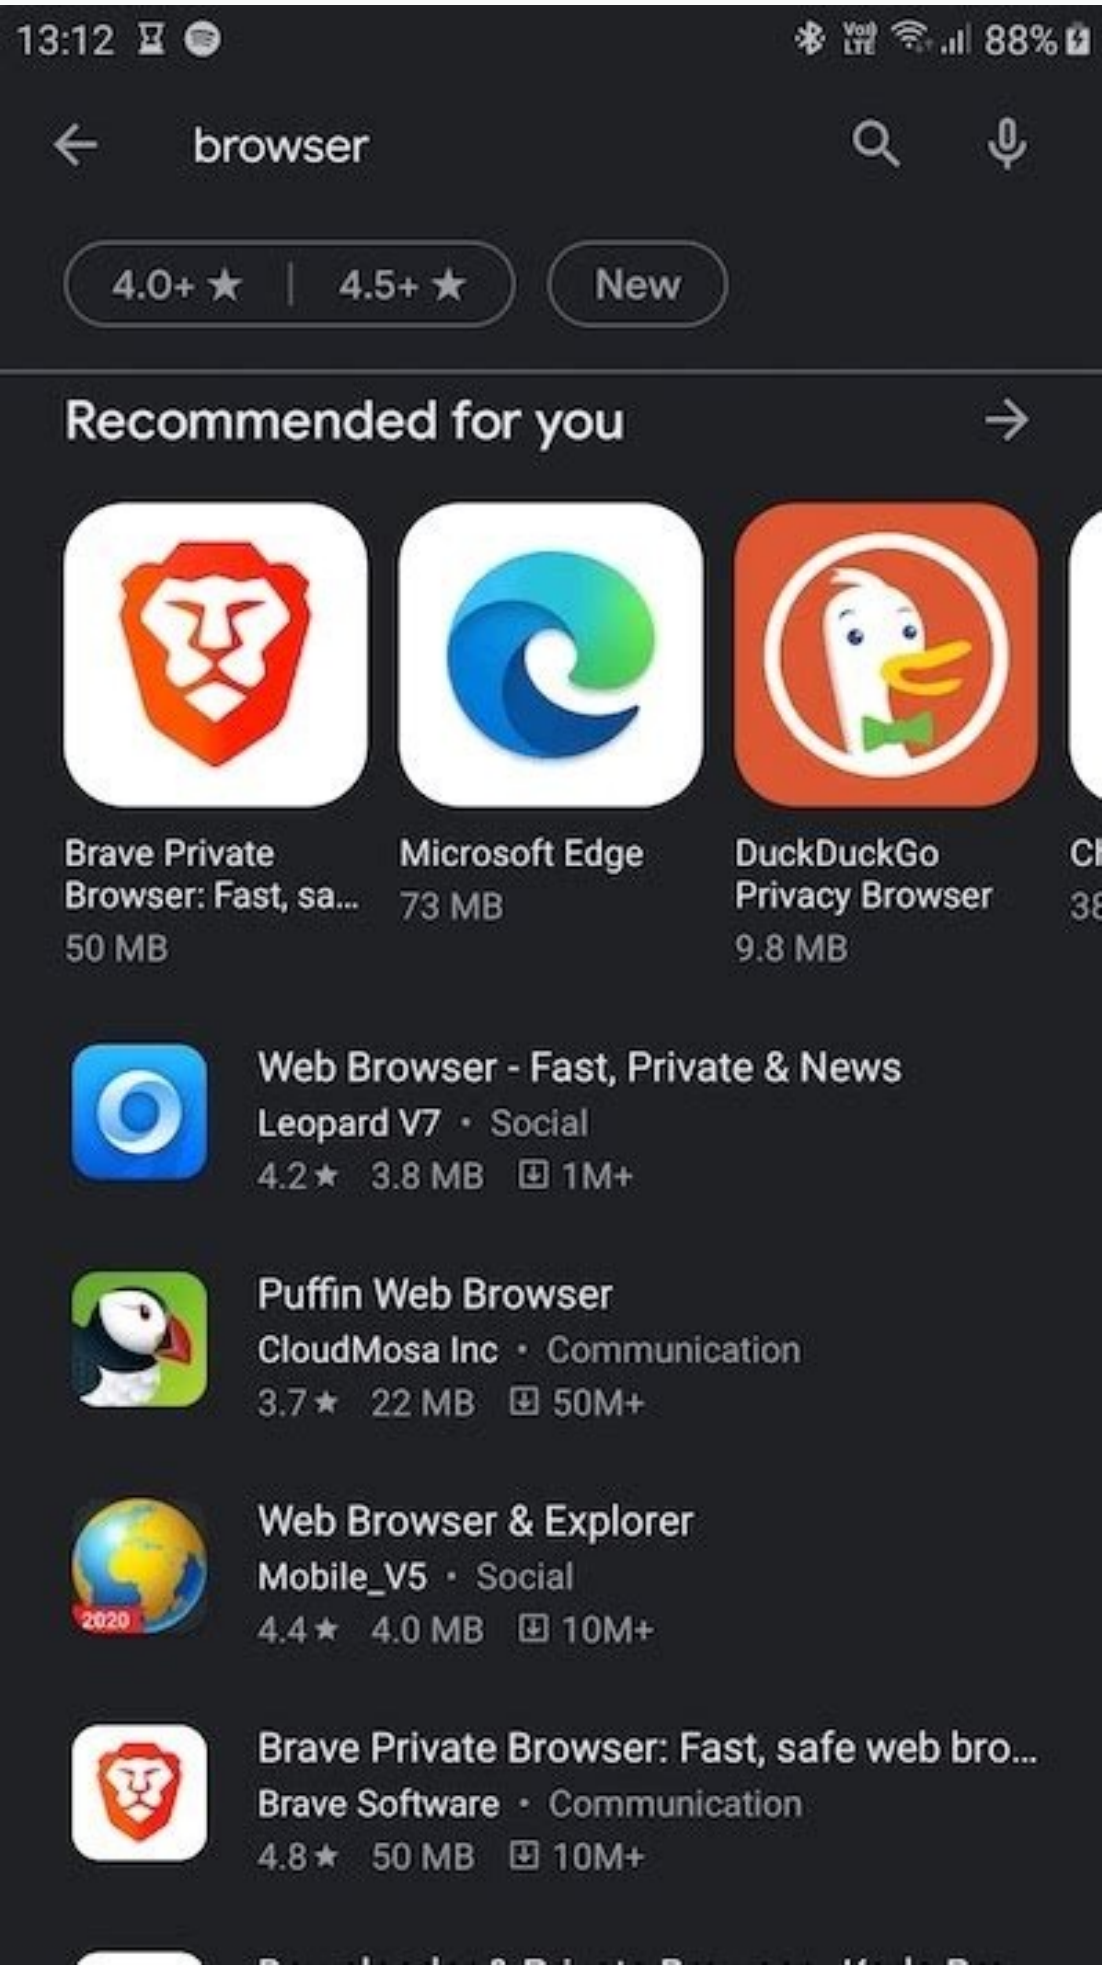 13:12
Vo)) LTE
88%
browser
4.0+ ★ | 4.5+ ★
New
Recommended for you
Brave Private
Browser: Fast, sa...
50 MB
Microsoft Edge
73 MB
DuckDuckGo
Privacy Browser
9.8 MB
38
Web Browser - Fast, Private & News
Leopard V7 • Social
4.2 ★ 3.8 MB 1M+
Puffin Web Browser
CloudMosa Inc • Communication
3.7 ★ 22 MB 50M+
Web Browser & Explorer
Mobile_V5 • Social
4.4 ★ 4.0 MB 10M+
2020
Brave Private Browser: Fast, safe web bro...
Brave Software • Communication
4.8 ★ 50 MB 10M+